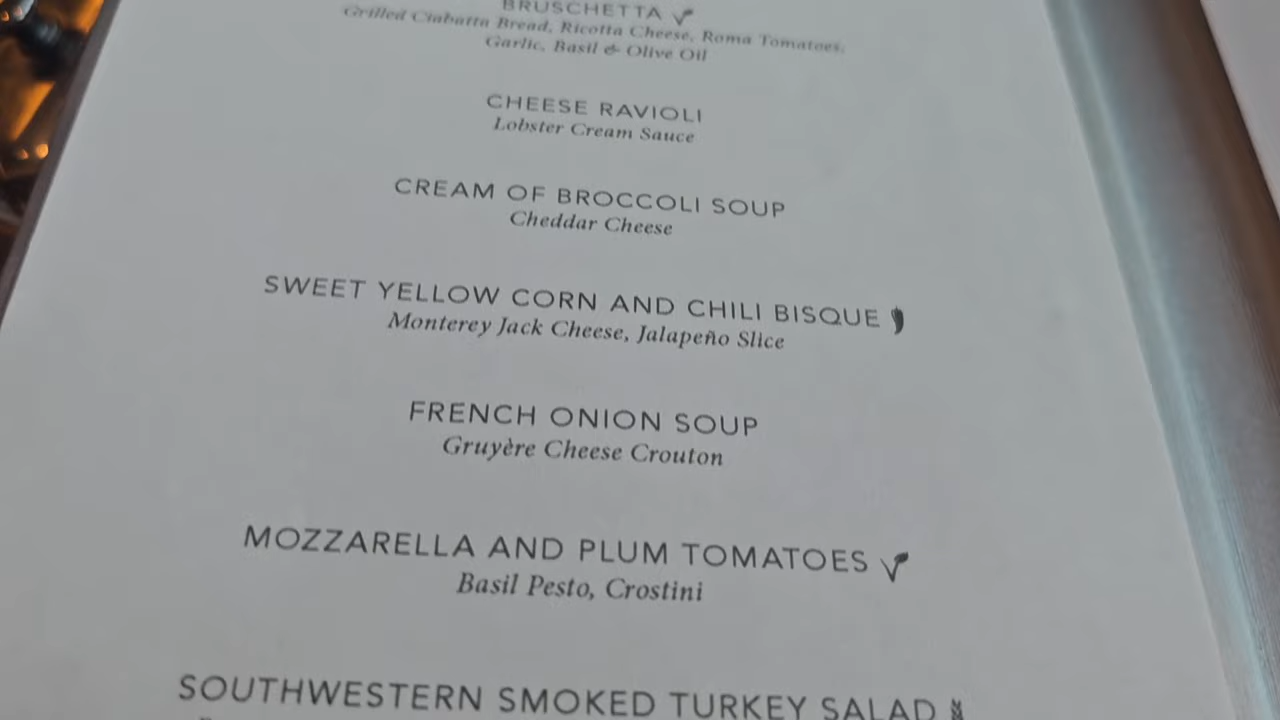 BRUSCHETTA
Grilled Ciabatta Bread, Ricotta Cheese, Roma Tomatoes,
Garlic, Basil & Olive Oil
CHEESE RAVIOLI
Lobster Cream Sauce
CREAM OF BROCCOLI SOUP
Cheddar Cheese
SWEET YELLOW CORN AND CHILI BISQUE
Monterey Jack Cheese, Jalapeño Slice
FRENCH ONION SOUP
Gruyère Cheese Crouton
MOZZARELLA AND PLUM TOMATOES
Basil Pesto, Crostini
SOUTHWESTERN SMOKED TURKEY SALAD